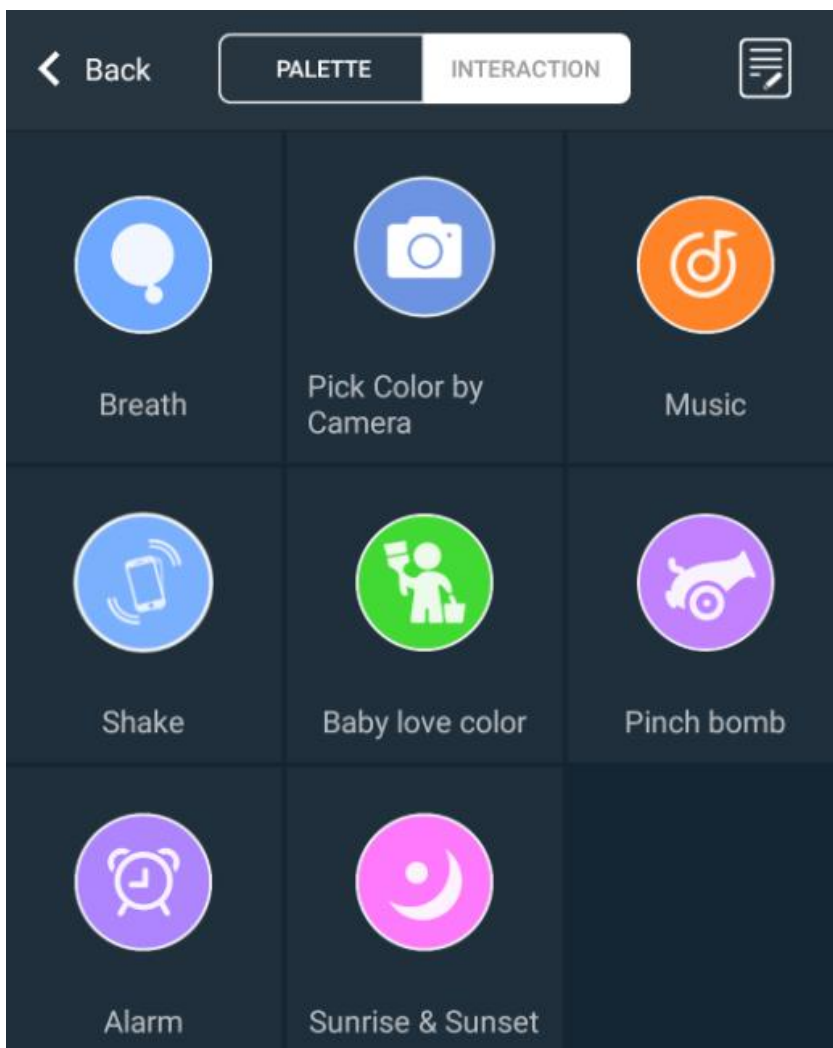 Back
PALETTE
INTERACTION
Breath
Pick Color by
Camera
Music
Shake
Baby love color
Pinch bomb
Alarm
Sunrise & Sunset